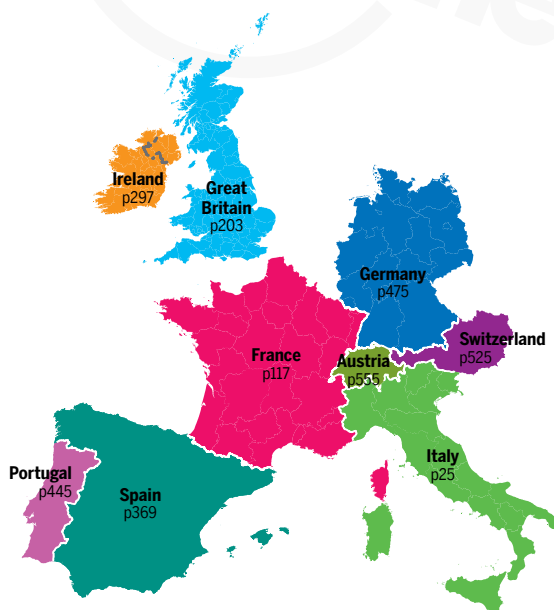 Ireland
p297
Great
Britain
p203
Germany
p475
Switzerland
p525
France
p117
Austria
p555
Italy
p25
Portugal
p445
Spain
p369